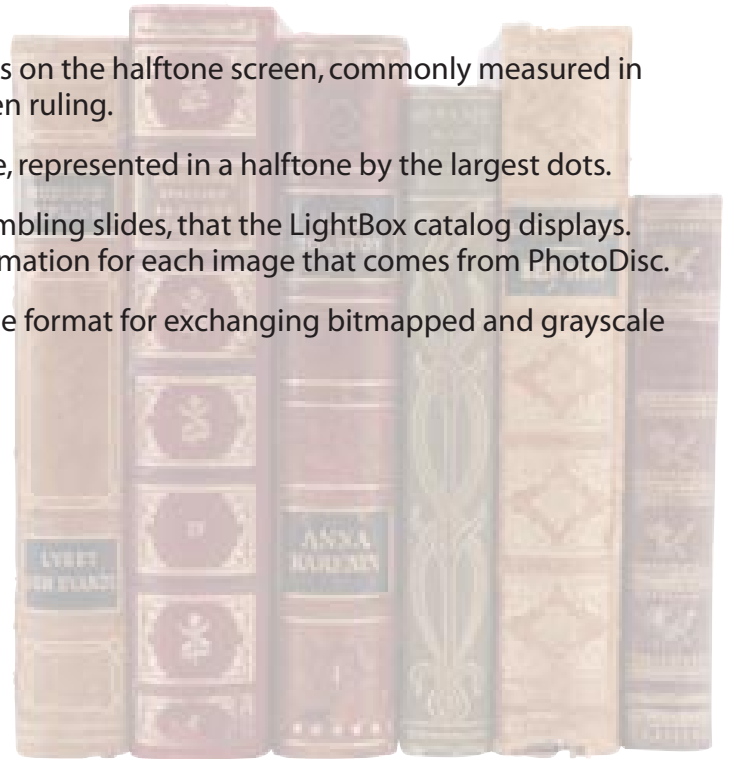 s on the halftone screen, commonly measured in
en ruling.
e, represented in a halftone by the largest dots.
mbling slides, that the LightBox catalog displays.
mation for each image that comes from PhotoDisc.
e format for exchanging bitmapped and grayscale
ANNA
KARENIN